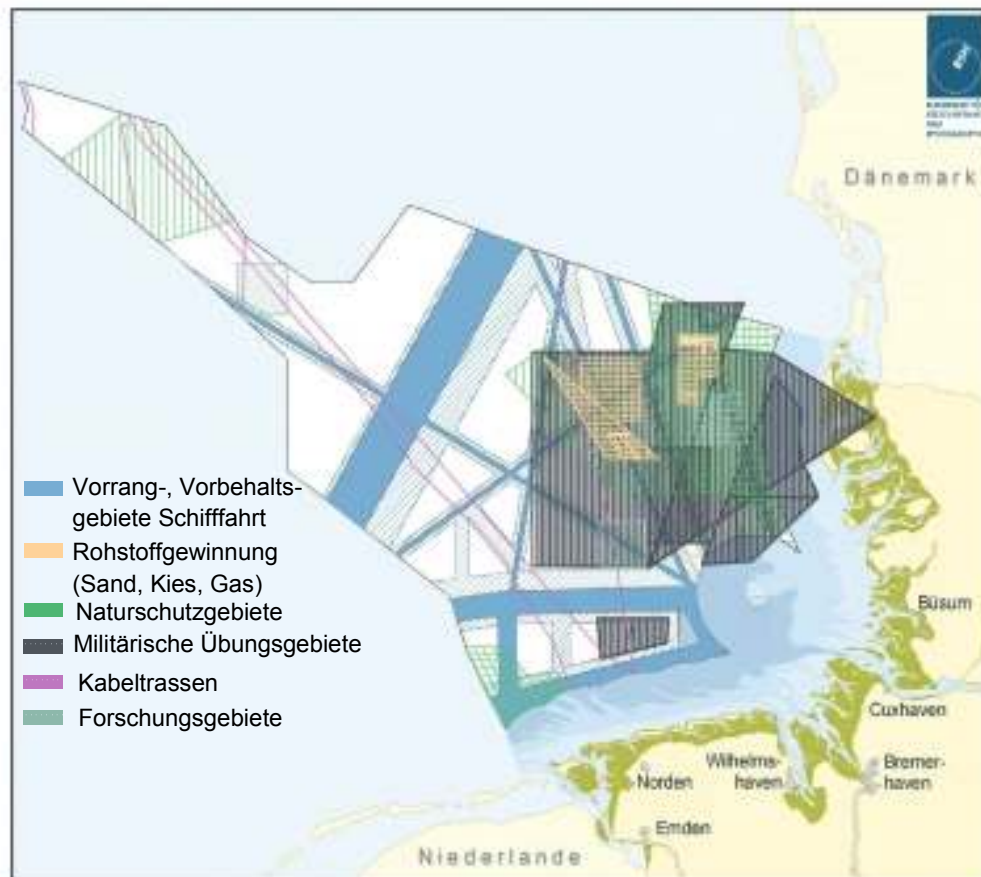 BSH
Dänemark
Vorrang-, Vorbehalts-
gebiete Schifffahrt
Rohstoffgewinnung
(Sand, Kies, Gas)
Naturschutzgebiete
Militärische Übungsgebiete
Kabeltrassen
Forschungsgebiete
Büsum
Cuxhaven
Wilhelms-
haven
Bremer-
haven
Norden
Emden
Niederlande